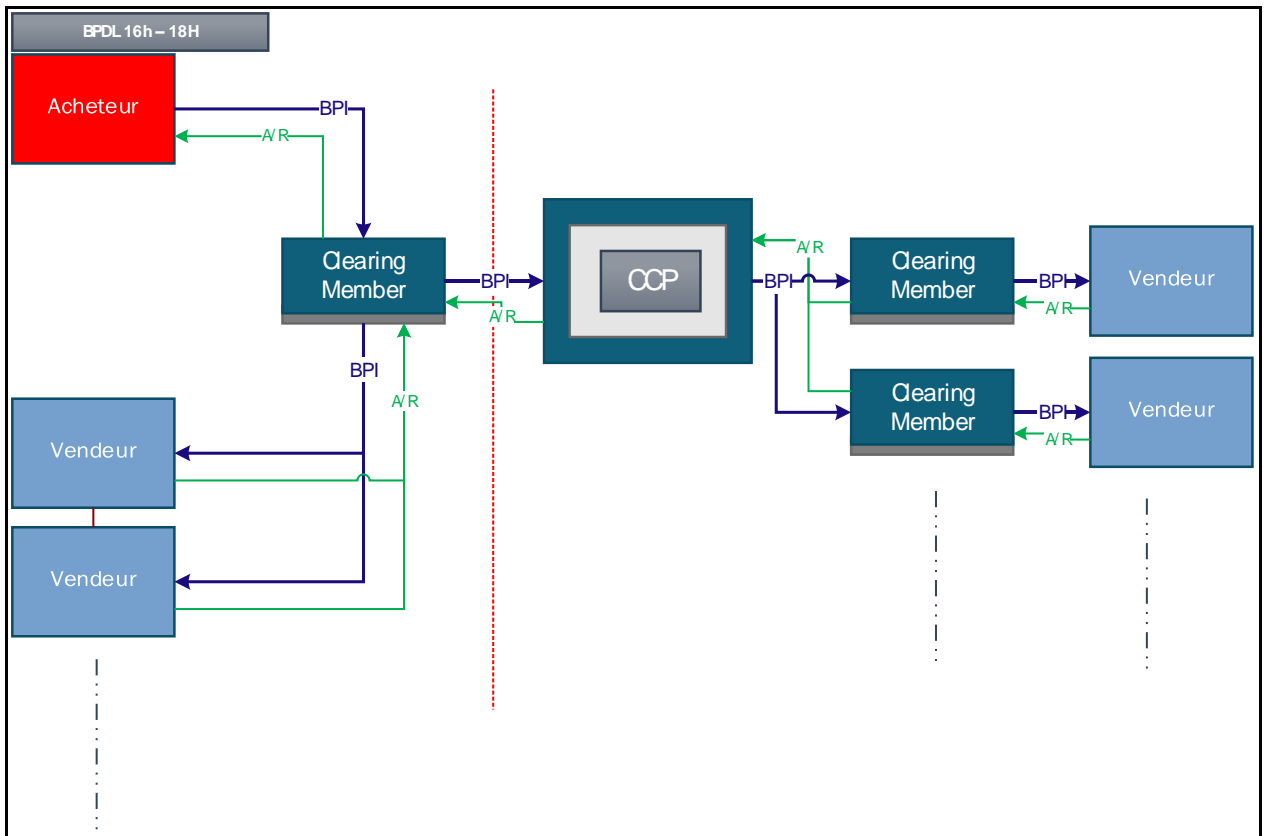 BPDL 16h – 18H
Acheteur
BPI
A/R
Clearing
Member
BPI
A/R
CCP
A/R
BPI
Clearing
Member
BPI
A/R
Vendeur
BPI
A/R
Clearing
Member
BPI
A/R
Vendeur
Vendeur
Vendeur